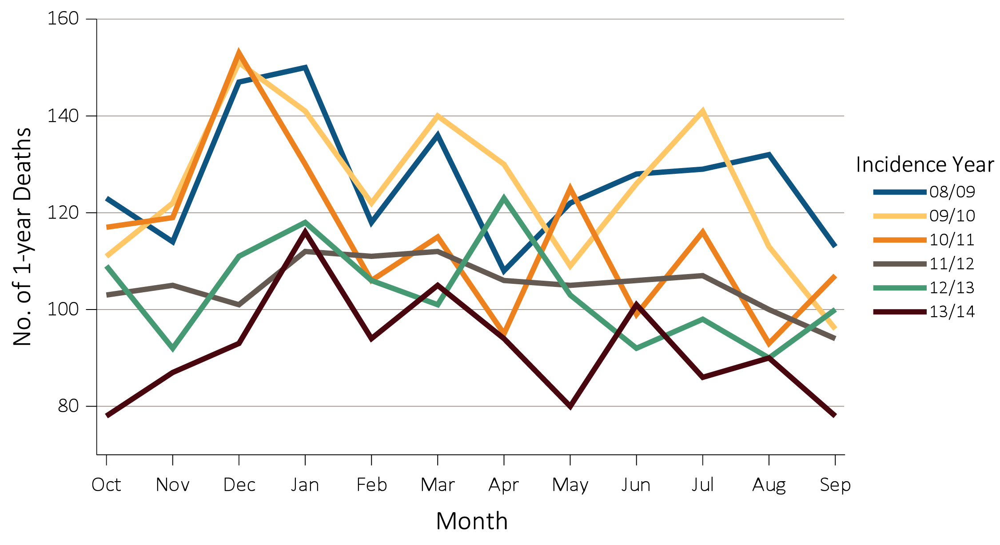 160
140
120
100
80
No. of 1-year Deaths
Oct Nov Dec Jan Feb Mar Apr May Jun Jul Aug Sep
Month
Incidence Year
08/09
09/10
10/11
11/12
12/13
13/14